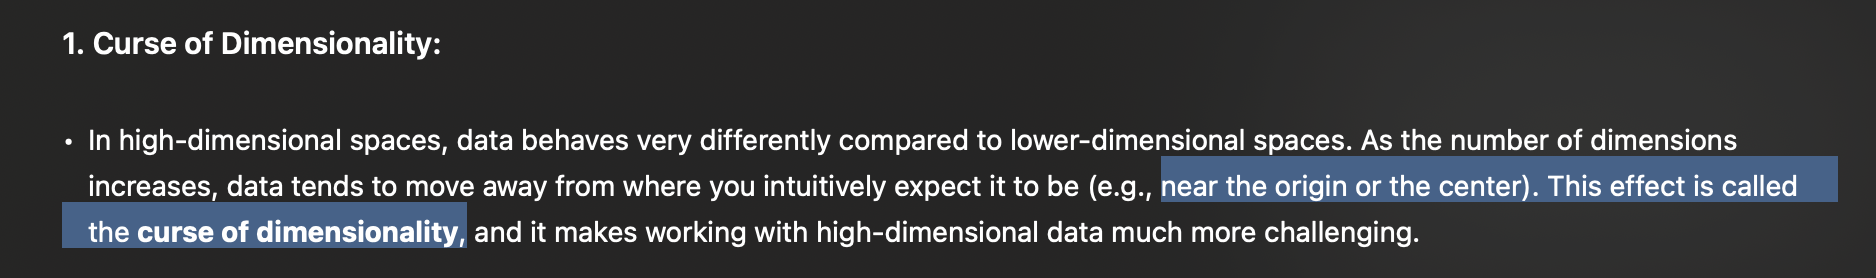 1. Curse of Dimensionality:
• In high-dimensional spaces, data behaves very differently compared to lower-dimensional spaces. As the number of dimensions
increases, data tends to move away from where you intuitively expect it to be (e.g., near the origin or the center). This effect is called
the curse of dimensionality, and it makes working with high-dimensional data much more challenging.